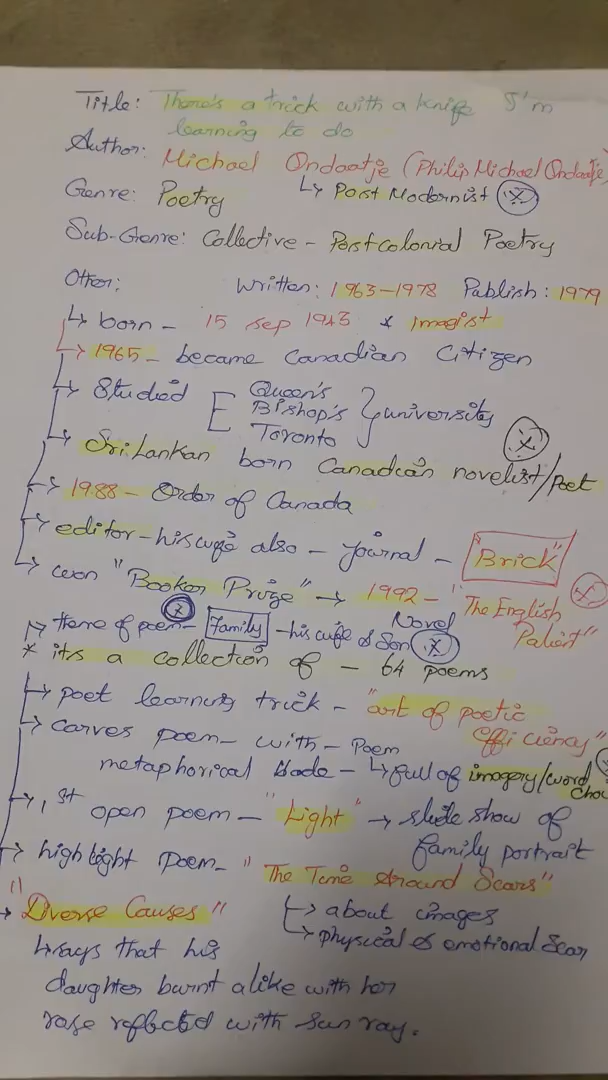 Title: There's a trick with a knife I'm
learning to do
Author: Michael Ondaatje (Philip Michael Ondaatje)
↳ Post Modernist
Genre: Poetry
Sub-Genre: Collective - Postcolonial Poetry
Other: Written: 1963-1978 Publish: 1979
↳ born - 15 sep 1943 * imagist
↳ 1965 - became Canadian Citizen
↳ Studied [ Queen's
Bishop's } university
Toronto
↳ Sri Lankan born Canadian novelist/poet
↳ 1988 - Order of Canada
↳ editor - his wife also - journal - "Brick"
↳ won "Booker Prize" → 1992 - "The English
Patient"
Novel
↳ theme of poem - Family - his wife & Son
* its a collection of - 64 poems
↳ poet learning trick - "art of poetic
efficiency"
↳ carves poem - with - Poem
metaphorical blade - ↳ full of imagery/word
choi
↳ 1st open poem - "Light" → slide show of
family portrait
↳ highlight poem - "The Time Around Scars"
↳ about images
↳ physical & emotional Scar
→ "Diverse Causes"
↳ says that his
daughter burnt alike with her
rose reflected with Sun ray.